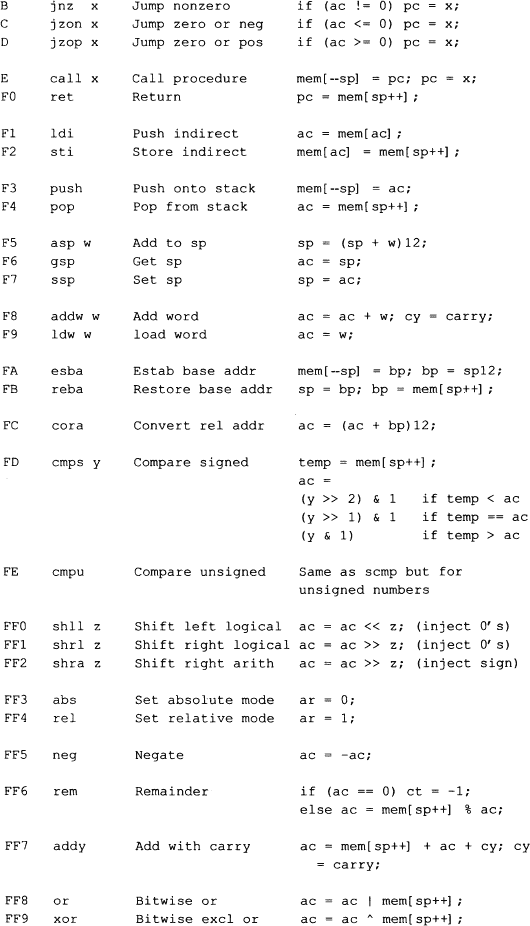 B jnz x Jump nonzero if (ac != 0) pc = x;
C jzon x Jump zero or neg if (ac <= 0) pc = x;
D jzop x Jump zero or pos if (ac >= 0) pc = x;
E call x Call procedure mem[--sp] = pc; pc = x;
F0 ret Return pc = mem[sp++];
F1 ldi Push indirect ac = mem[ac];
F2 sti Store indirect mem[ac] = mem[sp++];
F3 push Push onto stack mem[--sp] = ac;
F4 pop Pop from stack ac = mem[sp++];
F5 asp w Add to sp sp = (sp + w)12;
F6 gsp Get sp ac = sp;
F7 ssp Set sp sp = ac;
F8 addw w Add word ac = ac + w; cy = carry;
F9 ldw w load word ac = w;
FA esba Estab base addr mem[--sp] = bp; bp = sp12;
FB reba Restore base addr sp = bp; bp = mem[sp++];
FC cora Convert rel addr ac = (ac + bp)12;
FD cmps y Compare signed temp = mem[sp++];
ac =
(y >> 2) & 1 if temp < ac
(y >> 1) & 1 if temp == ac
(y & 1) if temp > ac
FE cmpu Compare unsigned Same as scmp but for
unsigned numbers
FF0 shll z Shift left logical ac = ac << z; (inject 0's)
FF1 shrl z Shift right logical ac = ac >> z; (inject 0's)
FF2 shra z Shift right arith ac = ac >> z; (inject sign)
FF3 abs Set absolute mode ar = 0;
FF4 rel Set relative mode ar = 1;
FF5 neg Negate ac = -ac;
FF6 rem Remainder if (ac == 0) ct = -1;
else ac = mem[sp++] % ac;
FF7 addy Add with carry ac = mem[sp++] + ac + cy; cy
= carry;
FF8 or Bitwise or ac = ac | mem[sp++];
FF9 xor Bitwise excl or ac = ac ^ mem[sp++];